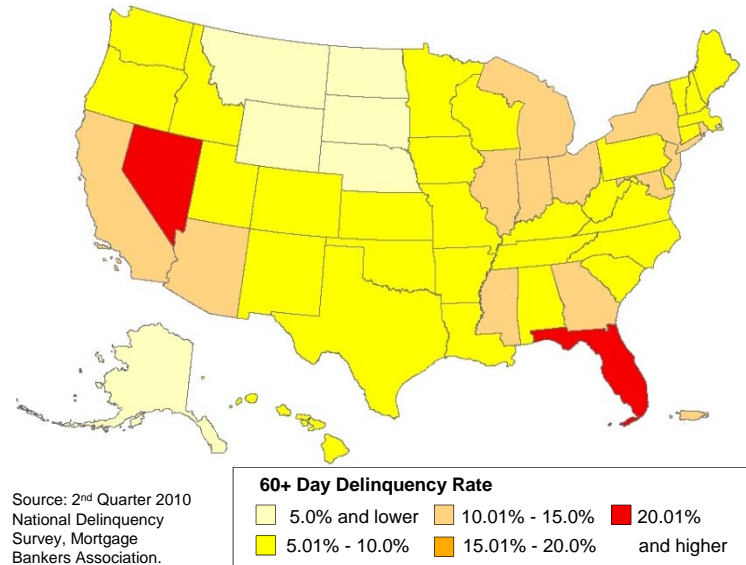 Source: 2nd Quarter 2010
National Delinquency
Survey, Mortgage
Bankers Association.
60+ Day Delinquency Rate
5.0% and lower
10.01% - 15.0%
20.01%
and higher
5.01% - 10.0%
15.01% - 20.0%